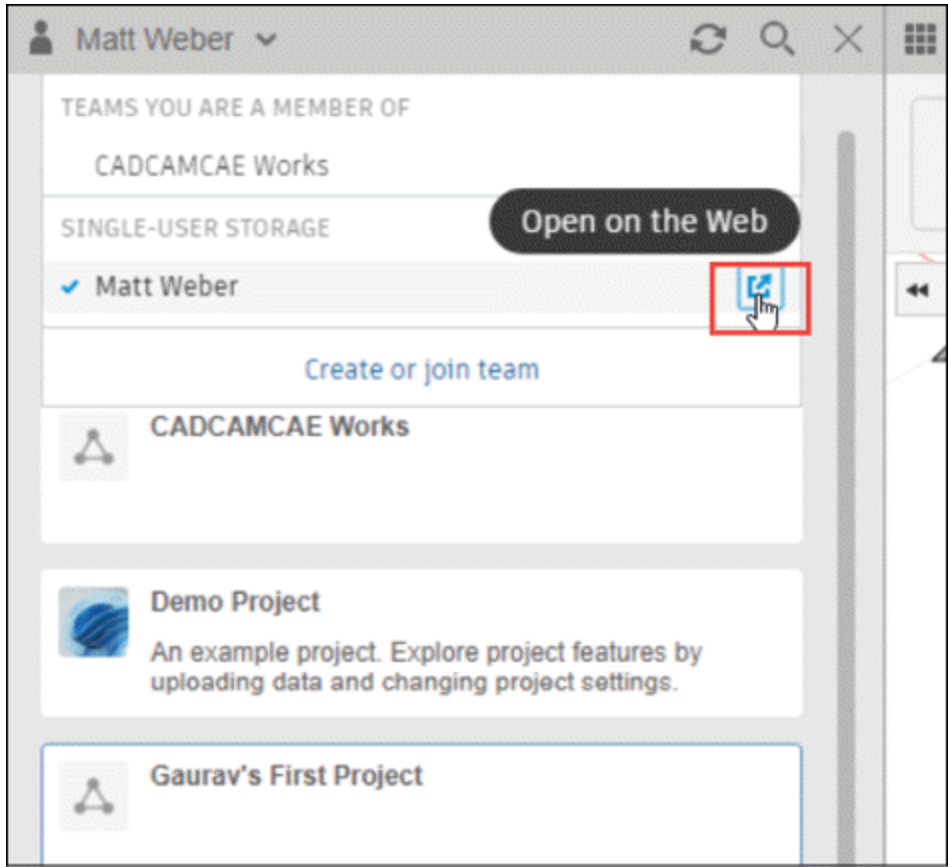 Matt Weber
TEAMS YOU ARE A MEMBER OF
CADCAMCAE Works
SINGLE-USER STORAGE
Open on the Web
Matt Weber
Create or join team
CADCAMCAE Works
Demo Project
An example project. Explore project features by
uploading data and changing project settings.
Gaurav's First Project